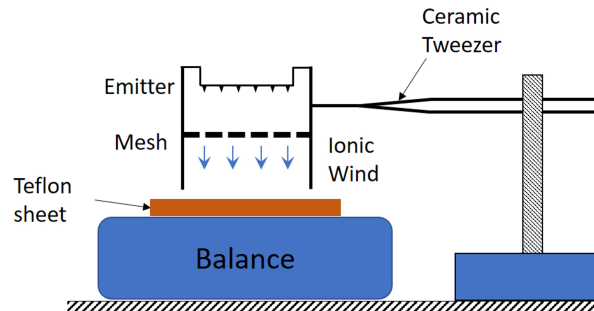 Ceramic
Tweezer
Emitter
Mesh
Ionic
Wind
Teflon
sheet
Balance